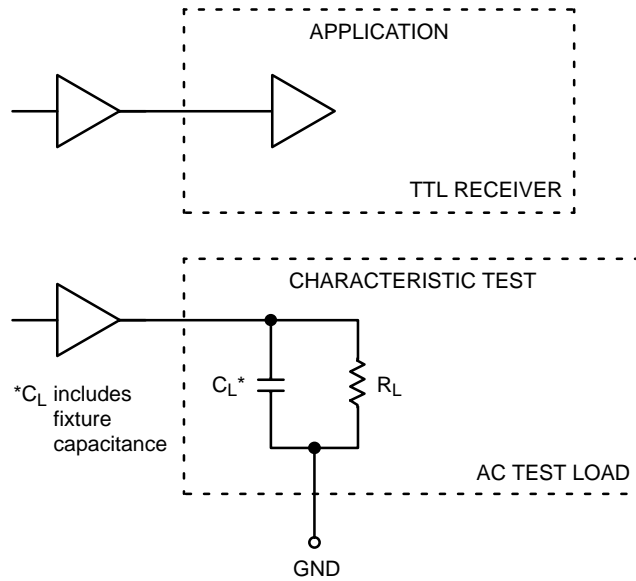 APPLICATION
TTL RECEIVER
CHARACTERISTIC TEST
*CL includes
fixture
capacitance
CL*
RL
AC TEST LOAD
GND